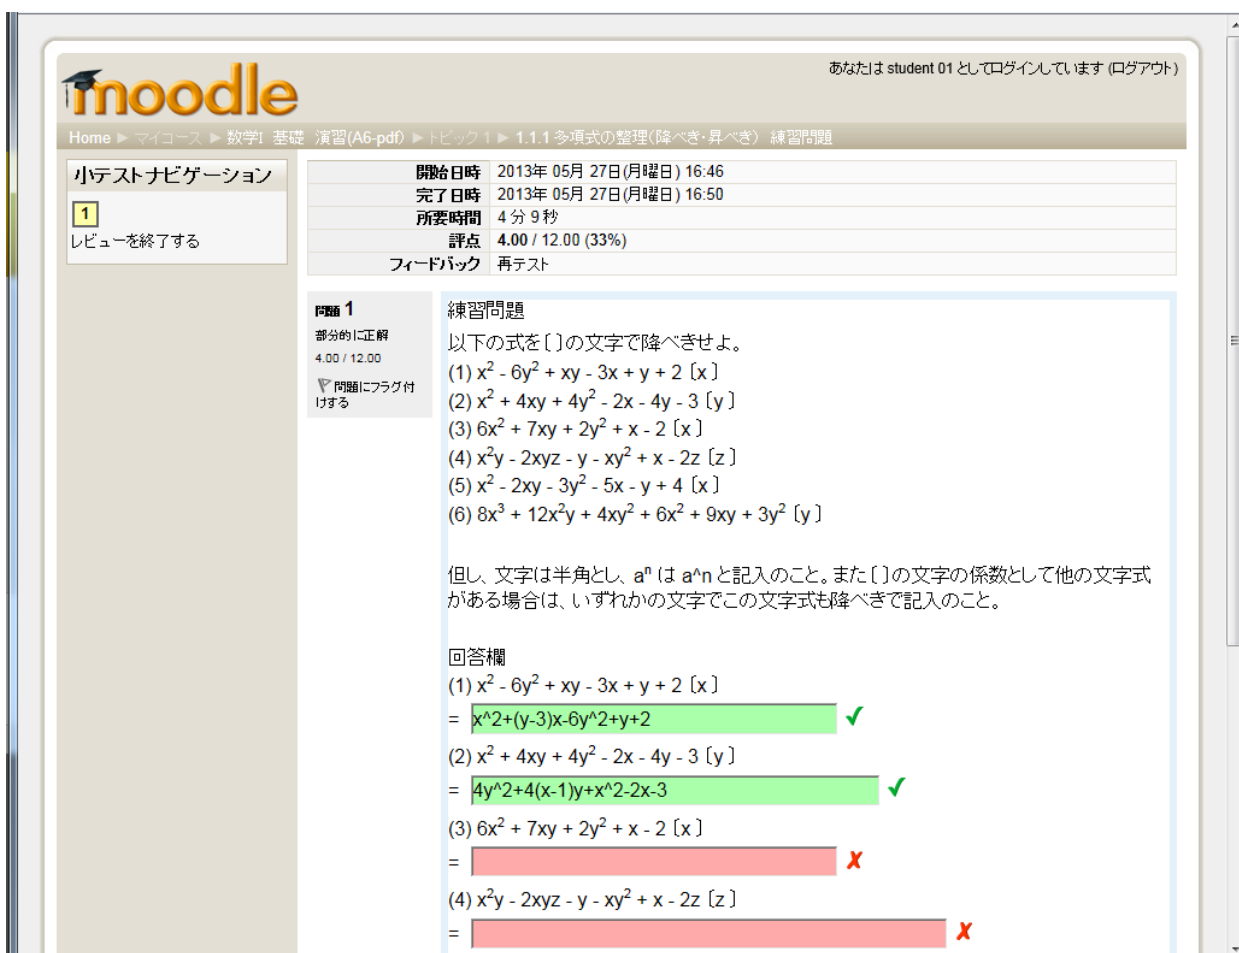 moodle
あなたは student 01 としてログインしています (ログアウト)
Home ► マイコース ► 数学I 基礎 演習(A6-pdf) ► トピック 1 ► 1.1.1 多項式の整理(降べき・昇べき) 練習問題
小テストナビゲーション
1
レビューを終了する
開始日時 2013年 05月 27日(月曜日) 16:46
完了日時 2013年 05月 27日(月曜日) 16:50
所要時間 4 分 9 秒
評点 4.00 / 12.00 (33%)
フィードバック 再テスト
問題 1
部分的に正解
4.00 / 12.00
問題にフラグ付
けする
練習問題
以下の式を〔 〕の文字で降べきせよ。
(1) x² - 6y² + xy - 3x + y + 2〔x〕
(2) x² + 4xy + 4y² - 2x - 4y - 3〔y〕
(3) 6x² + 7xy + 2y² + x - 2〔x〕
(4) x²y - 2xyz - y - xy² + x - 2z〔z〕
(5) x² - 2xy - 3y² - 5x - y + 4〔x〕
(6) 8x³ + 12x²y + 4xy² + 6x² + 9xy + 3y²〔y〕
但し、文字は半角とし、aⁿ は a^n と記入のこと。また〔 〕の文字の係数として他の文字式
がある場合は、いずれかの文字でこの文字式も降べきで記入のこと。
回答欄
(1) x² - 6y² + xy - 3x + y + 2〔x〕
= x^2+(y-3)x-6y^2+y+2
(2) x² + 4xy + 4y² - 2x - 4y - 3〔y〕
= 4y^2+4(x-1)y+x^2-2x-3
(3) 6x² + 7xy + 2y² + x - 2〔x〕
=
(4) x²y - 2xyz - y - xy² + x - 2z〔z〕
=